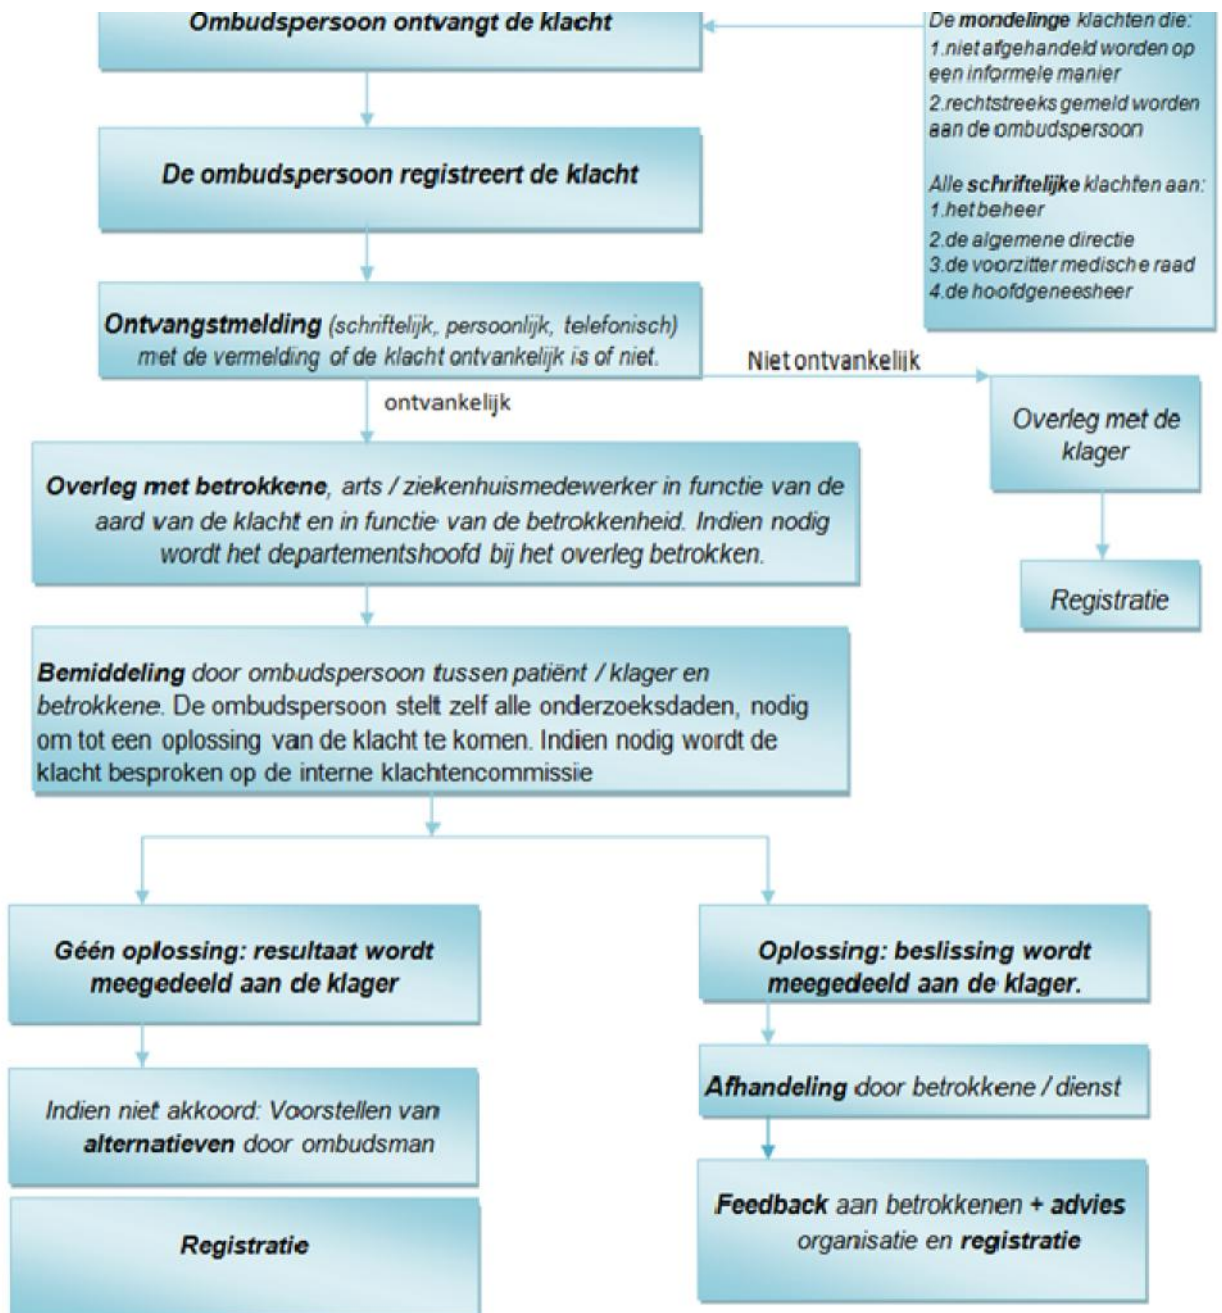 Ombudspersoon ontvangt de klacht
De mondelinge klachten die:
1.niet afgehandeld worden op
een informele manier
2.rechtstreeks gemeld worden
aan de ombudspersoon
Alle schriftelijke klachten aan:
1.het beheer
2.de algemene directie
3.de voorzitter medische raad
4.de hoofdgeneesheer
De ombudspersoon registreert de klacht
Ontvangstmelding (schriftelijk, persoonlijk, telefonisch)
met de vermelding of de klacht ontvankelijk is of niet.
Niet ontvankelijk
ontvankelijk
Overleg met de
klager
Registratie
Overleg met betrokkene, arts / ziekenhuismedewerker in functie van de
aard van de klacht en in functie van de betrokkenheid. Indien nodig
wordt het departementshoofd bij het overleg betrokken.
Bemiddeling door ombudspersoon tussen patiënt / klager en
betrokkene. De ombudspersoon stelt zelf alle onderzoeksdaden, nodig
om tot een oplossing van de klacht te komen. Indien nodig wordt de
klacht besproken op de interne klachtencommissie
Géén oplossing: resultaat wordt
meegedeeld aan de klager
Indien niet akkoord: Voorstellen van
alternatieven door ombudsman
Registratie
Oplossing: beslissing wordt
meegedeeld aan de klager.
Afhandeling door betrokkene / dienst
Feedback aan betrokkenen + advies
organisatie en registratie